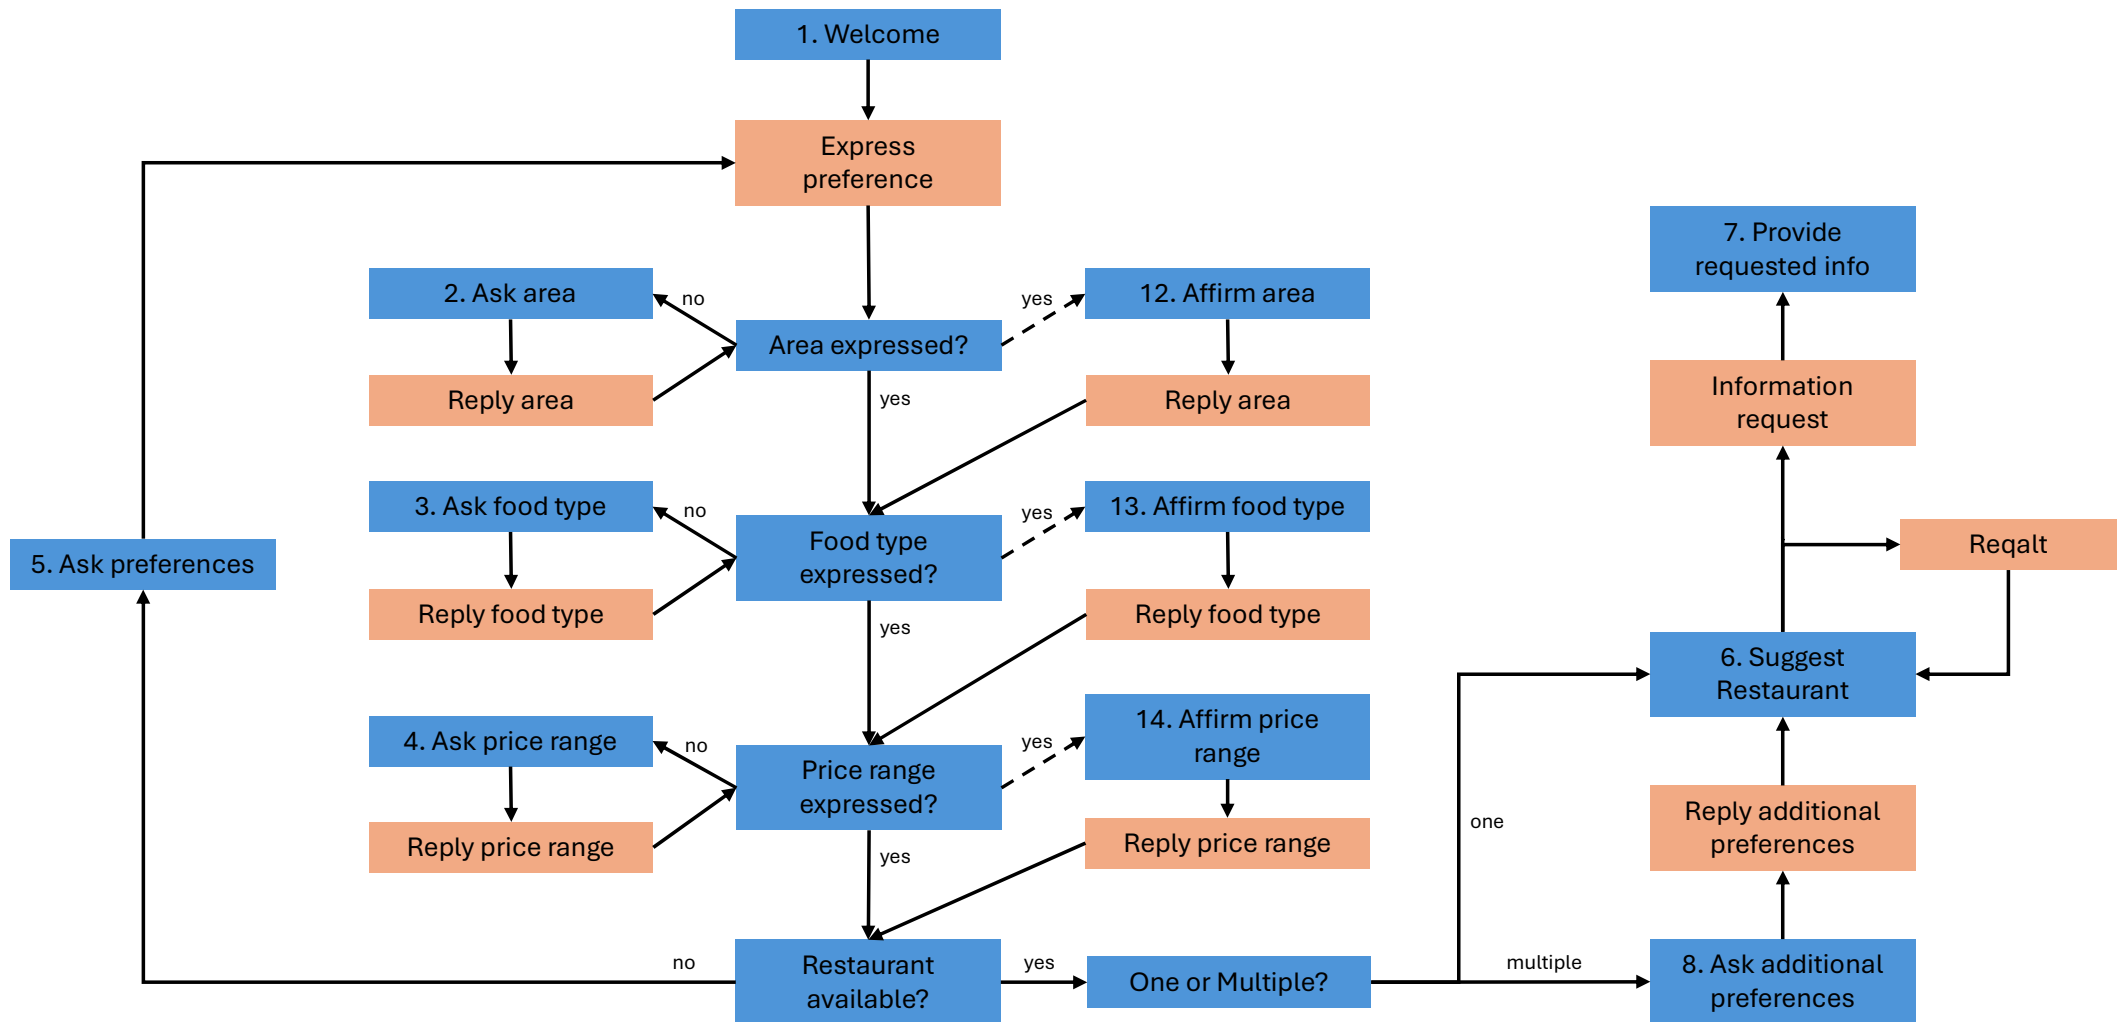 1. Welcome
Express
preference
2. Ask area
no
Area expressed?
yes
12. Affirm area
Reply area
yes
Reply area
3. Ask food type
no
Food type
expressed?
yes
13. Affirm food type
Reply food type
yes
Reply food type
4. Ask price range
no
Price range
expressed?
yes
14. Affirm price
range
Reply price range
yes
Reply price range
5. Ask preferences
no
Restaurant
available?
yes
One or Multiple?
one
multiple
7. Provide
requested info
Information
request
Reqalt
6. Suggest
Restaurant
Reply additional
preferences
8. Ask additional
preferences